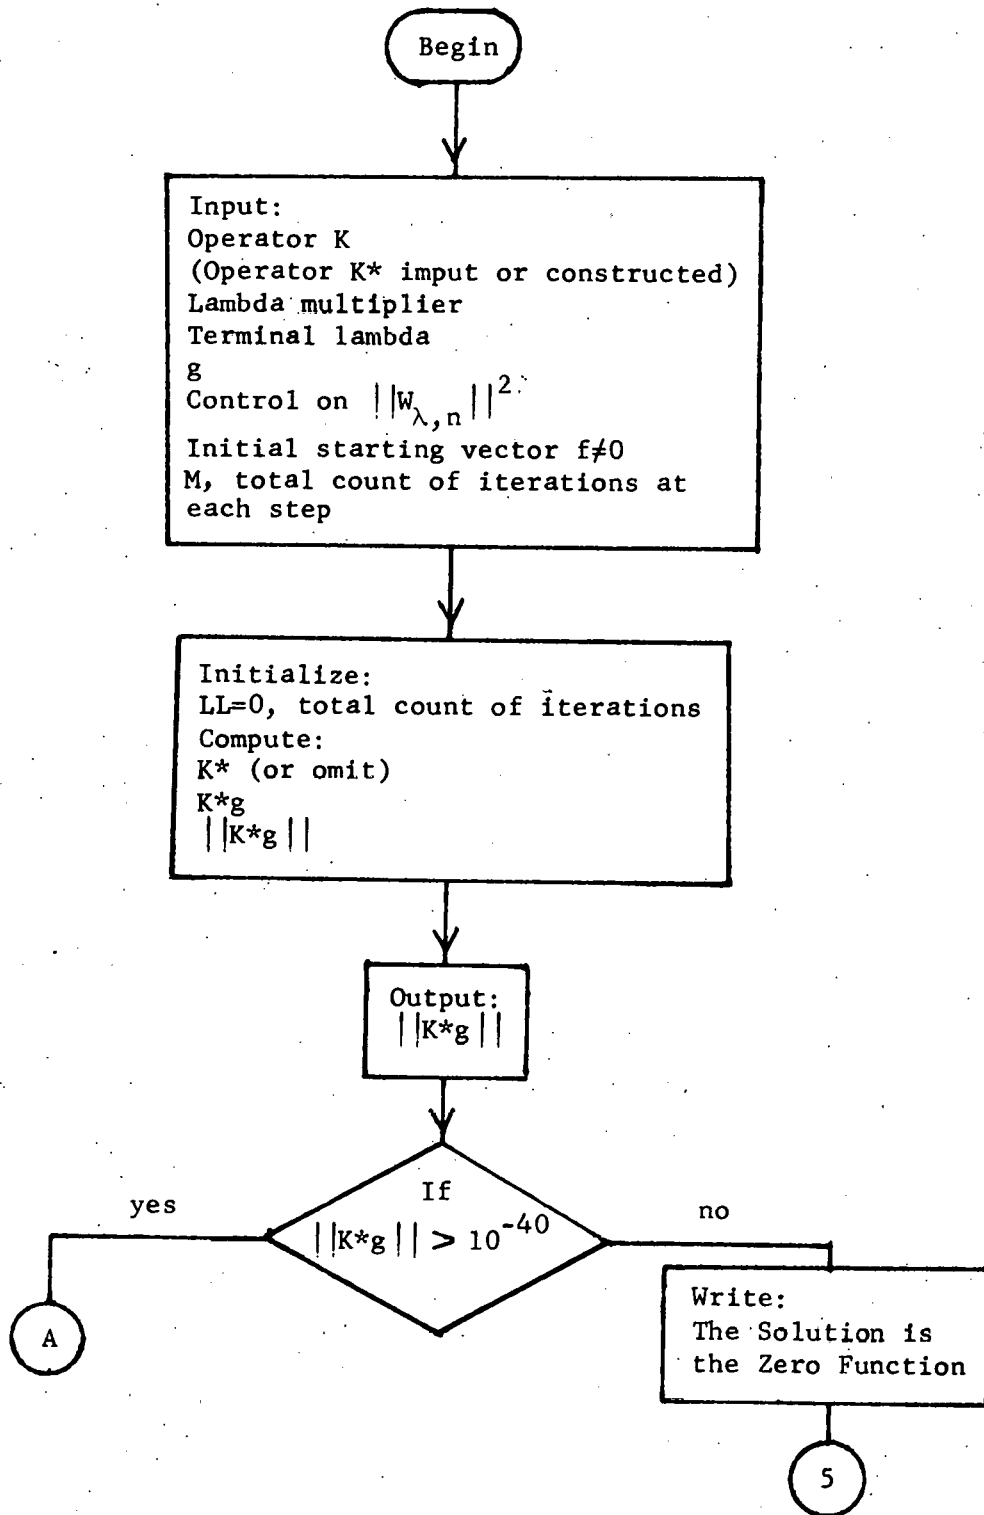 Begin
Input:
Operator K
(Operator K* imput or constructed)
Lambda multiplier
Terminal lambda
g
Control on ||W_{λ,n}||^2
Initial starting vector f≠0
M, total count of iterations at
each step
Initialize:
LL=0, total count of iterations
Compute:
K* (or omit)
K*g
||K*g||
Output:
||K*g||
If
||K*g|| > 10^{-40}
yes
no
A
Write:
The Solution is
the Zero Function
5